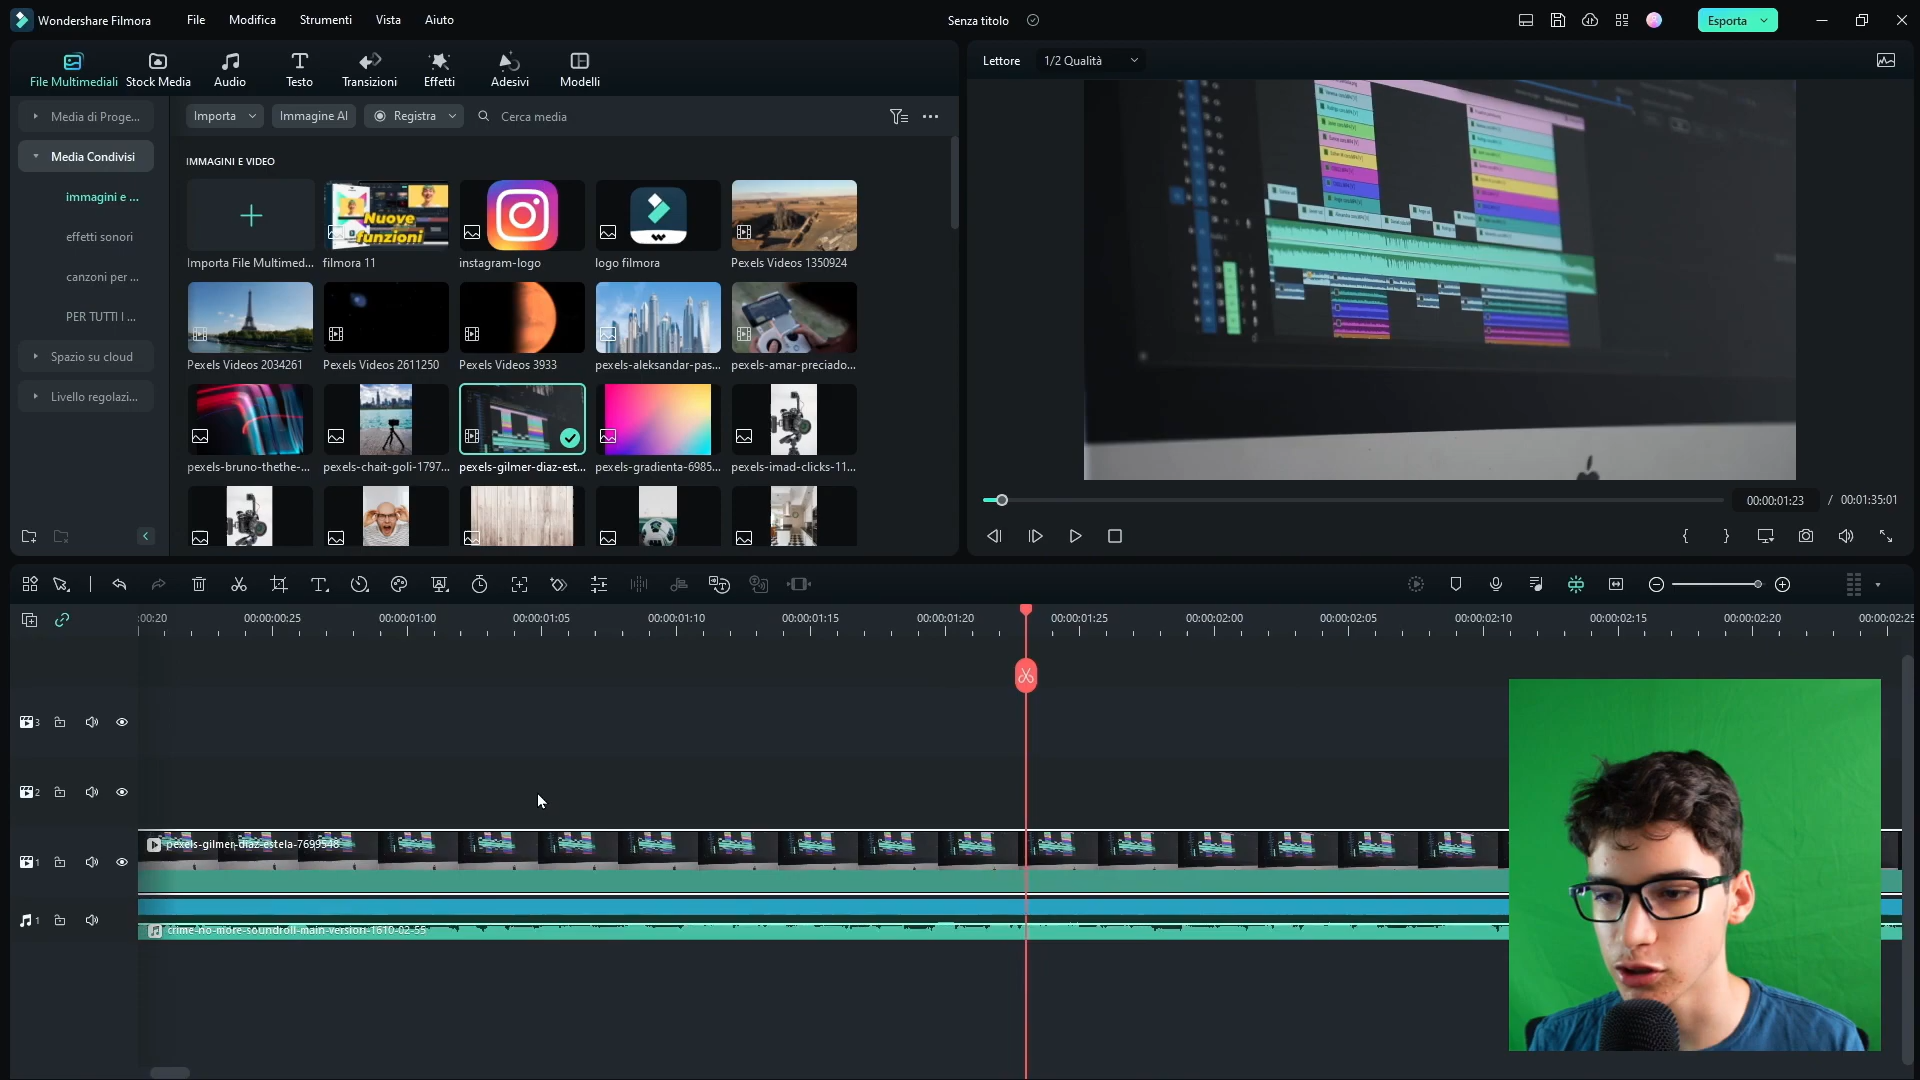 Wondershare Filmora
File
Modifica
Strumenti
Vista
Aiuto
Senza titolo
Esporta
File Multimediali
Stock Media
Audio
Testo
Transizioni
Effetti
Adesivi
Modelli
Lettore
1/2 Qualità
Media di Proge...
Importa
Immagine AI
Registra
Cerca media
Media Condivisi
immagini e ...
effetti sonori
canzoni per ...
PER TUTTI I ...
Spazio su cloud
Livello regolazi...
IMMAGINI E VIDEO
Nuove
funzioni
Importa File Multimed...
filmora 11
instagram-logo
logo filmora
Pexels Videos 1350924
Pexels Videos 2034261
Pexels Videos 2611250
Pexels Videos 3933
pexels-aleksandar-pas...
pexels-amar-preciado...
pexels-bruno-thethe-...
pexels-chait-goli-1797...
pexels-gilmer-diaz-est...
pexels-gradienta-6985...
pexels-imad-clicks-11...
00:00:01:23
/
00:01:35:01
:00:20
00:00:00:25
00:00:01:00
00:00:01:05
00:00:01:10
00:00:01:15
00:00:01:20
00:00:01:25
00:00:02:00
00:00:02:05
00:00:02:10
00:00:02:15
00:00:02:20
00:00:02:25
3
2
1
pexels-gilmer-diaz-estela-7699548
1
crime-no-more-soundroll-main-version-1610-02-55